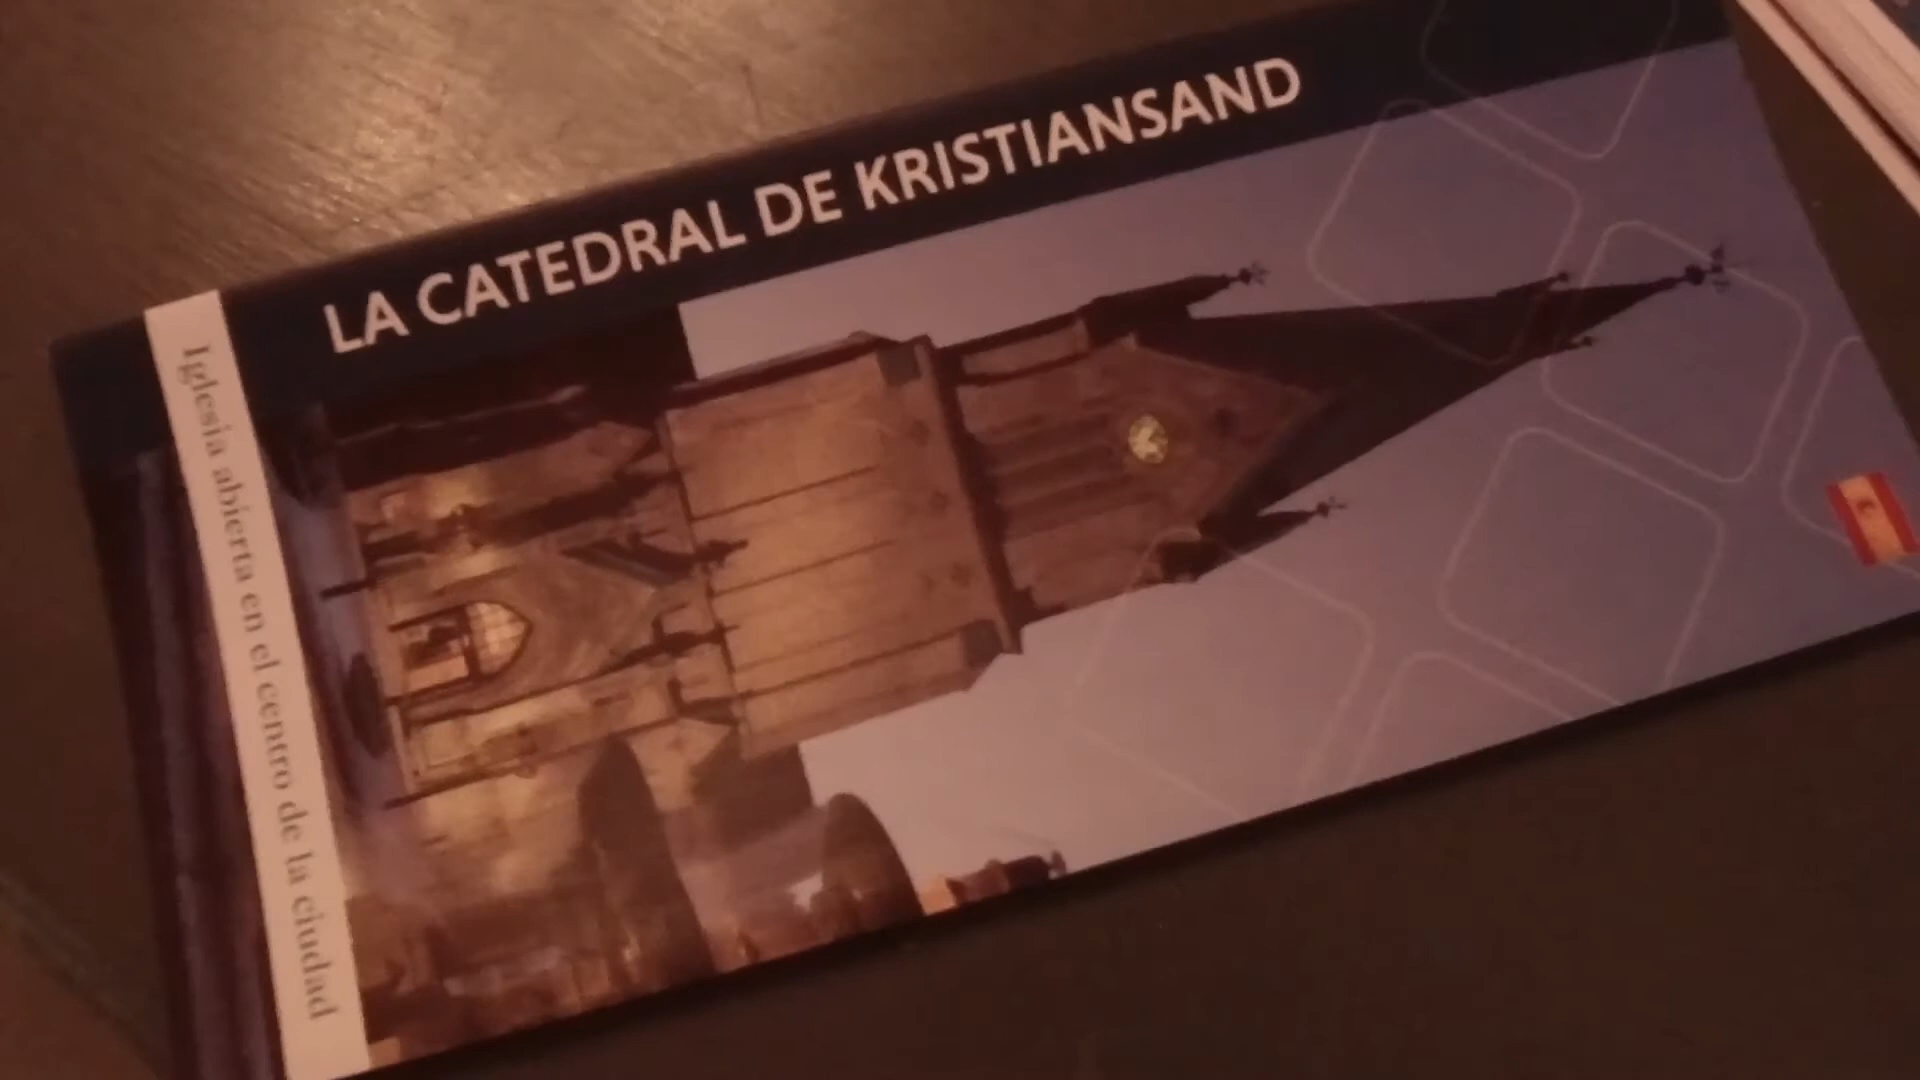 LA CATEDRAL DE KRISTIANSAND
Iglesia abierta en el centro de la ciudad